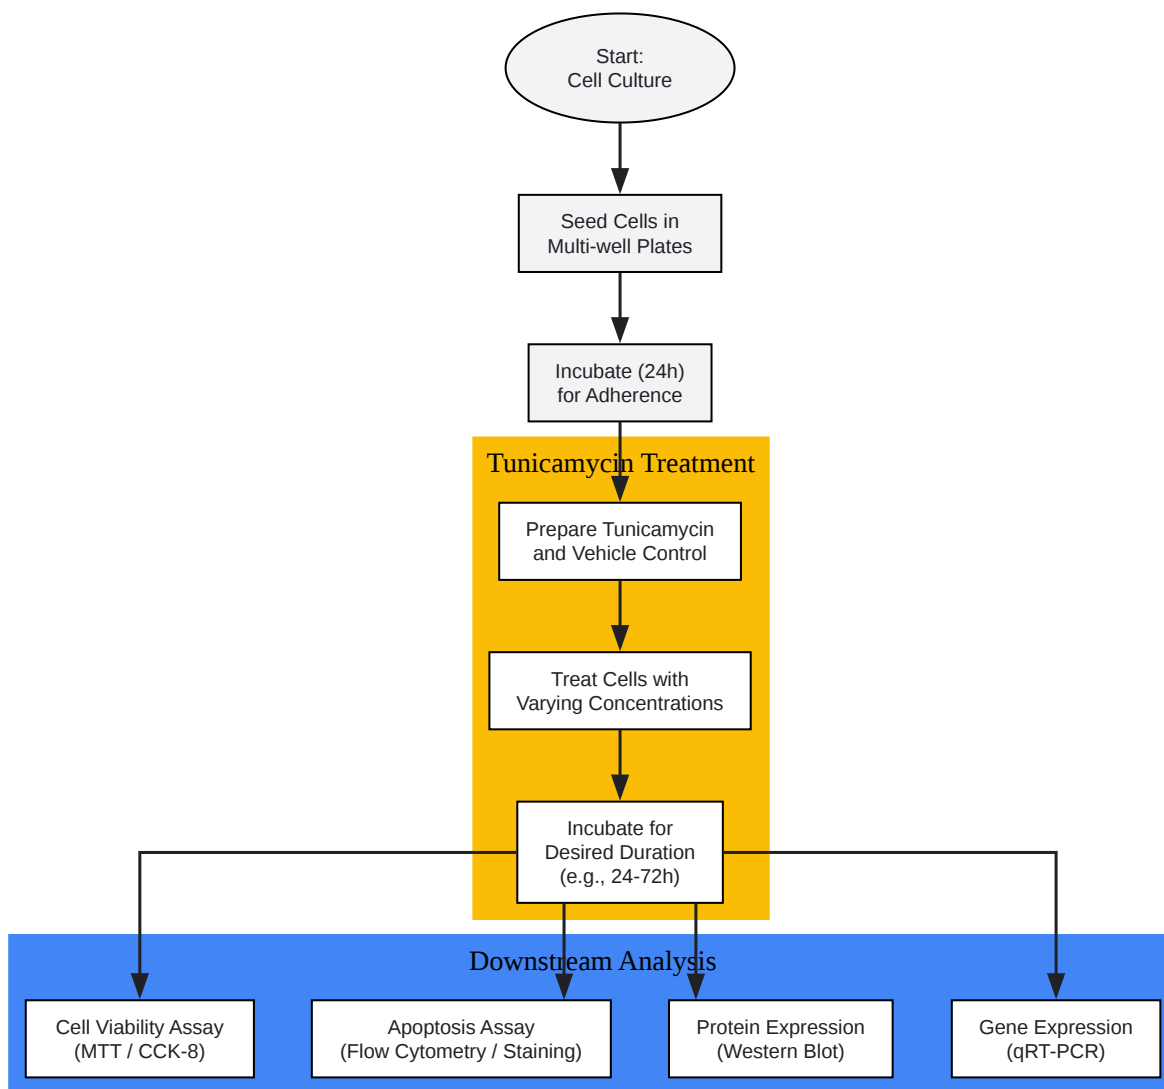 Start:
Cell Culture
Seed Cells in
Multi-well Plates
Incubate (24h)
for Adherence
Tunicamycin Treatment
Prepare Tunicamycin
and Vehicle Control
Treat Cells with
Varying Concentrations
Incubate for
Desired Duration
(e.g., 24-72h)
Downstream Analysis
Cell Viability Assay
(MTT / CCK-8)
Apoptosis Assay
(Flow Cytometry / Staining)
Protein Expression
(Western Blot)
Gene Expression
(qRT-PCR)